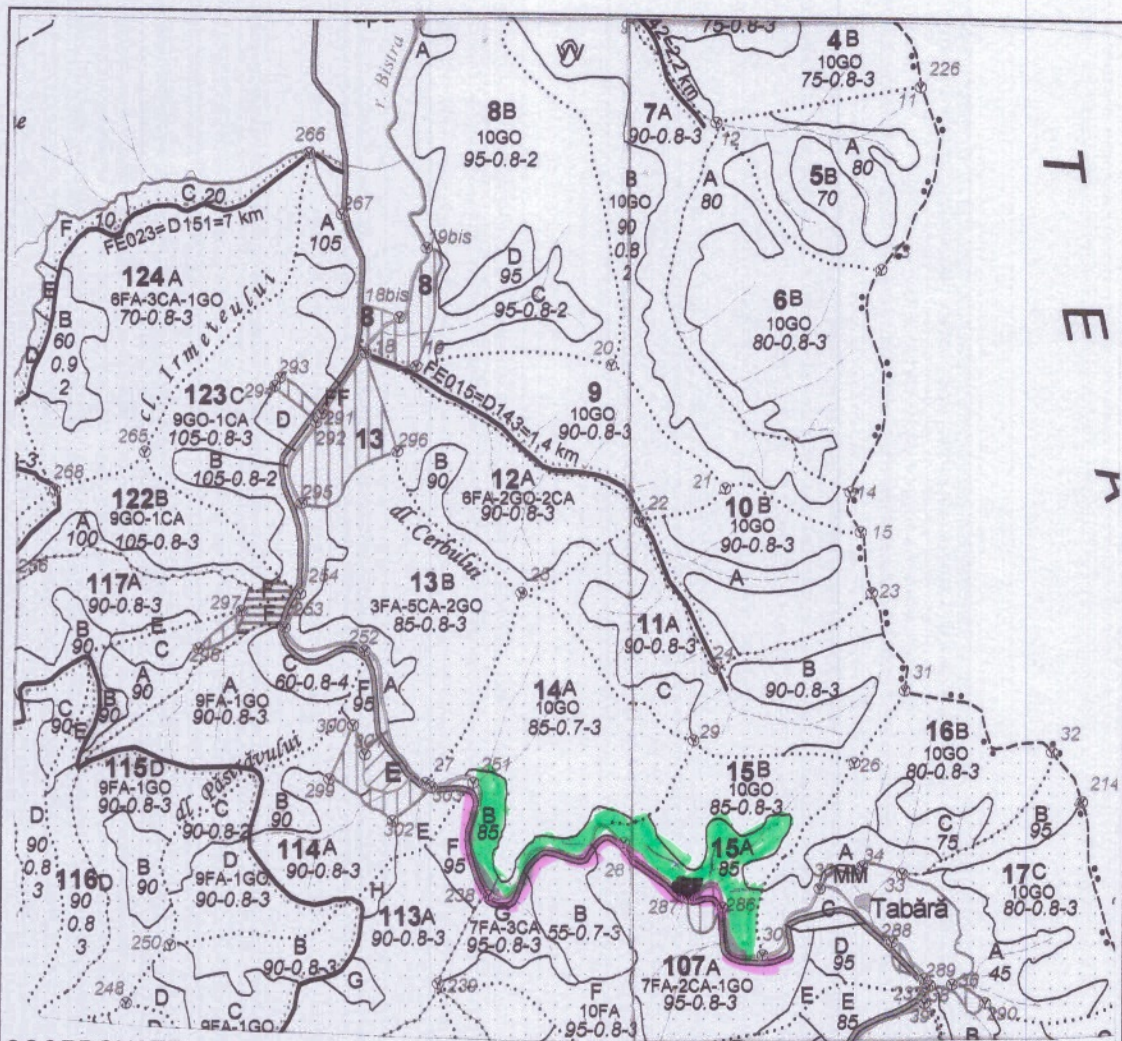 r. Bistra
A
8B
10GO
95-0.8-2
7A
90-0.8-3
75-0.8-3
4B
10GO
75-0.8-3
226
11
12
A
80
5B
70
A
80
T
E
266
C 20
F
10
FE023=D151=7 km
267
A
105
19bis
B
10GO
90
0.8
2
D
95
C
95-0.8-2
8
18bis
8
18
124A
6FA-3CA-1GO
70-0.8-3
E
B
60
0.9
2
D
6B
10GO
80-0.8-3
20
FE015=D143=1.4 km
9
10GO
90-0.8-3
293
294
123C
9GO-1CA
105-0.8-3
D
FF
291
292
13
296
265
B
105-0.8-2
B
90
12A
6FA-2GO-2CA
90-0.8-3
21
22
10B
10GO
90-0.8-3
14
15
268
122B
9GO-1CA
105-0.8-3
295
A
100
dl. Cerbului
254
13B
3FA-5CA-2GO
85-0.8-3
A
23
117A
90-0.8-3
297
F
F
253
252
11A
90-0.8-3
24
B
90-0.8-3
31
B
90
E
C
A
90
A
9FA-1GO
90-0.8-3
C
60-0.8-4
A
F
95
14A
10GO
85-0.7-3
C
29
16B
10GO
80-0.8-3
32
C
90
E
B
90
300
E
27
251
B
85
15B
10GO
85-0.8-3
26
214
115D
9FA-1GO
90-0.8-3
C
90-0.8-2
299
302
B
90
E
F
95
C
75
B
95
D
90
0.8
3
B
90
114A
90-0.8-3
15A
85
A
34
MM
33
17C
10GO
80-0.8-3
D
9FA-1GO
90-0.8-3
116D
90
0.8
3
H
113A
90-0.8-3
238
G
7FA-3CA
95-0.8-3
B
55-0.7-3
287
286
C
Tabără
288
250
B
90-0.8-3
G
30
D
95
A
45
107A
7FA-2CA-1GO
95-0.8-3
289
248
D
C
9FA-1GO
239
F
10FA
95-0.8-3
E
E
85
290
B